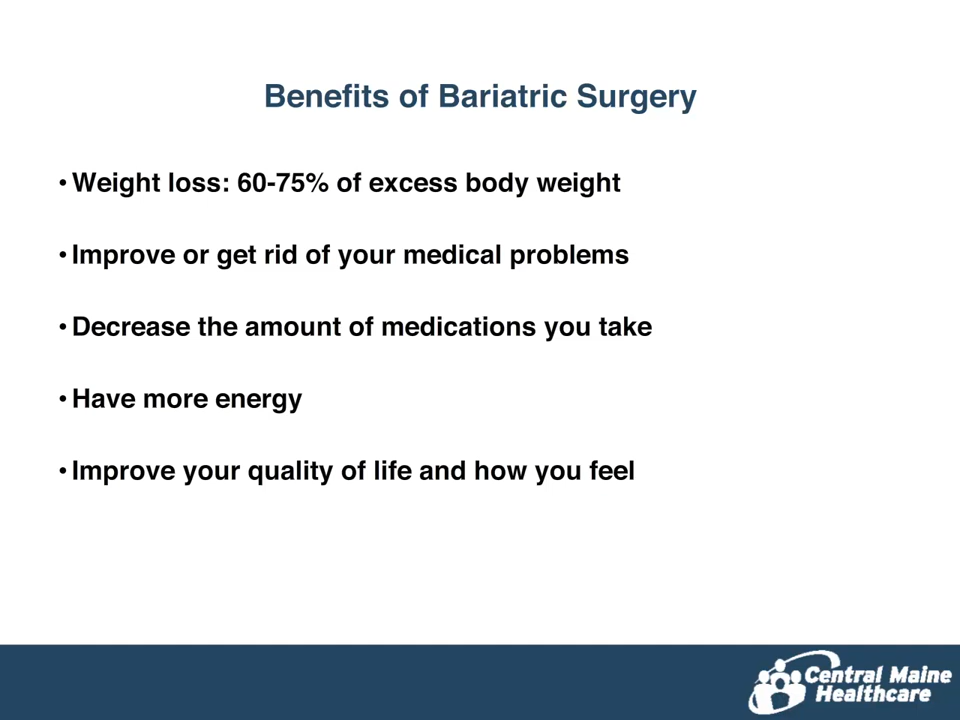 Benefits of Bariatric Surgery
• Weight loss: 60-75% of excess body weight
• Improve or get rid of your medical problems
• Decrease the amount of medications you take
• Have more energy
• Improve your quality of life and how you feel
Central Maine
Healthcare